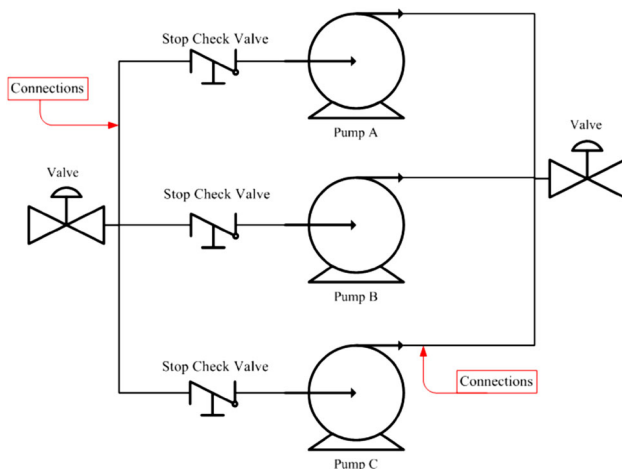 Stop Check Valve
Connections
Pump A
Valve
Valve
Stop Check Valve
Pump B
Stop Check Valve
Connections
Pump C